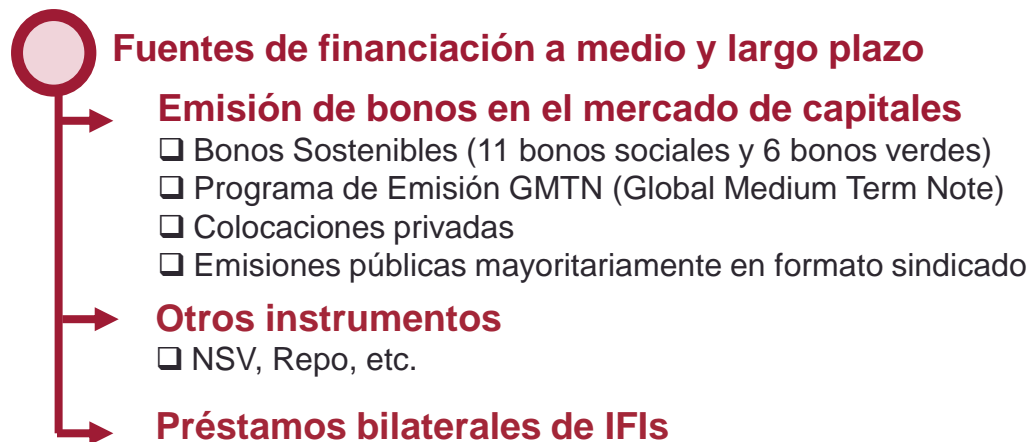 Fuentes de financiación a medio y largo plazo
Emisión de bonos en el mercado de capitales
❑ Bonos Sostenibles (11 bonos sociales y 6 bonos verdes)
❑ Programa de Emisión GMTN (Global Medium Term Note)
❑ Colocaciones privadas
❑ Emisiones públicas mayoritariamente en formato sindicado
Otros instrumentos
❑ NSV, Repo, etc.
Préstamos bilaterales de IFIs